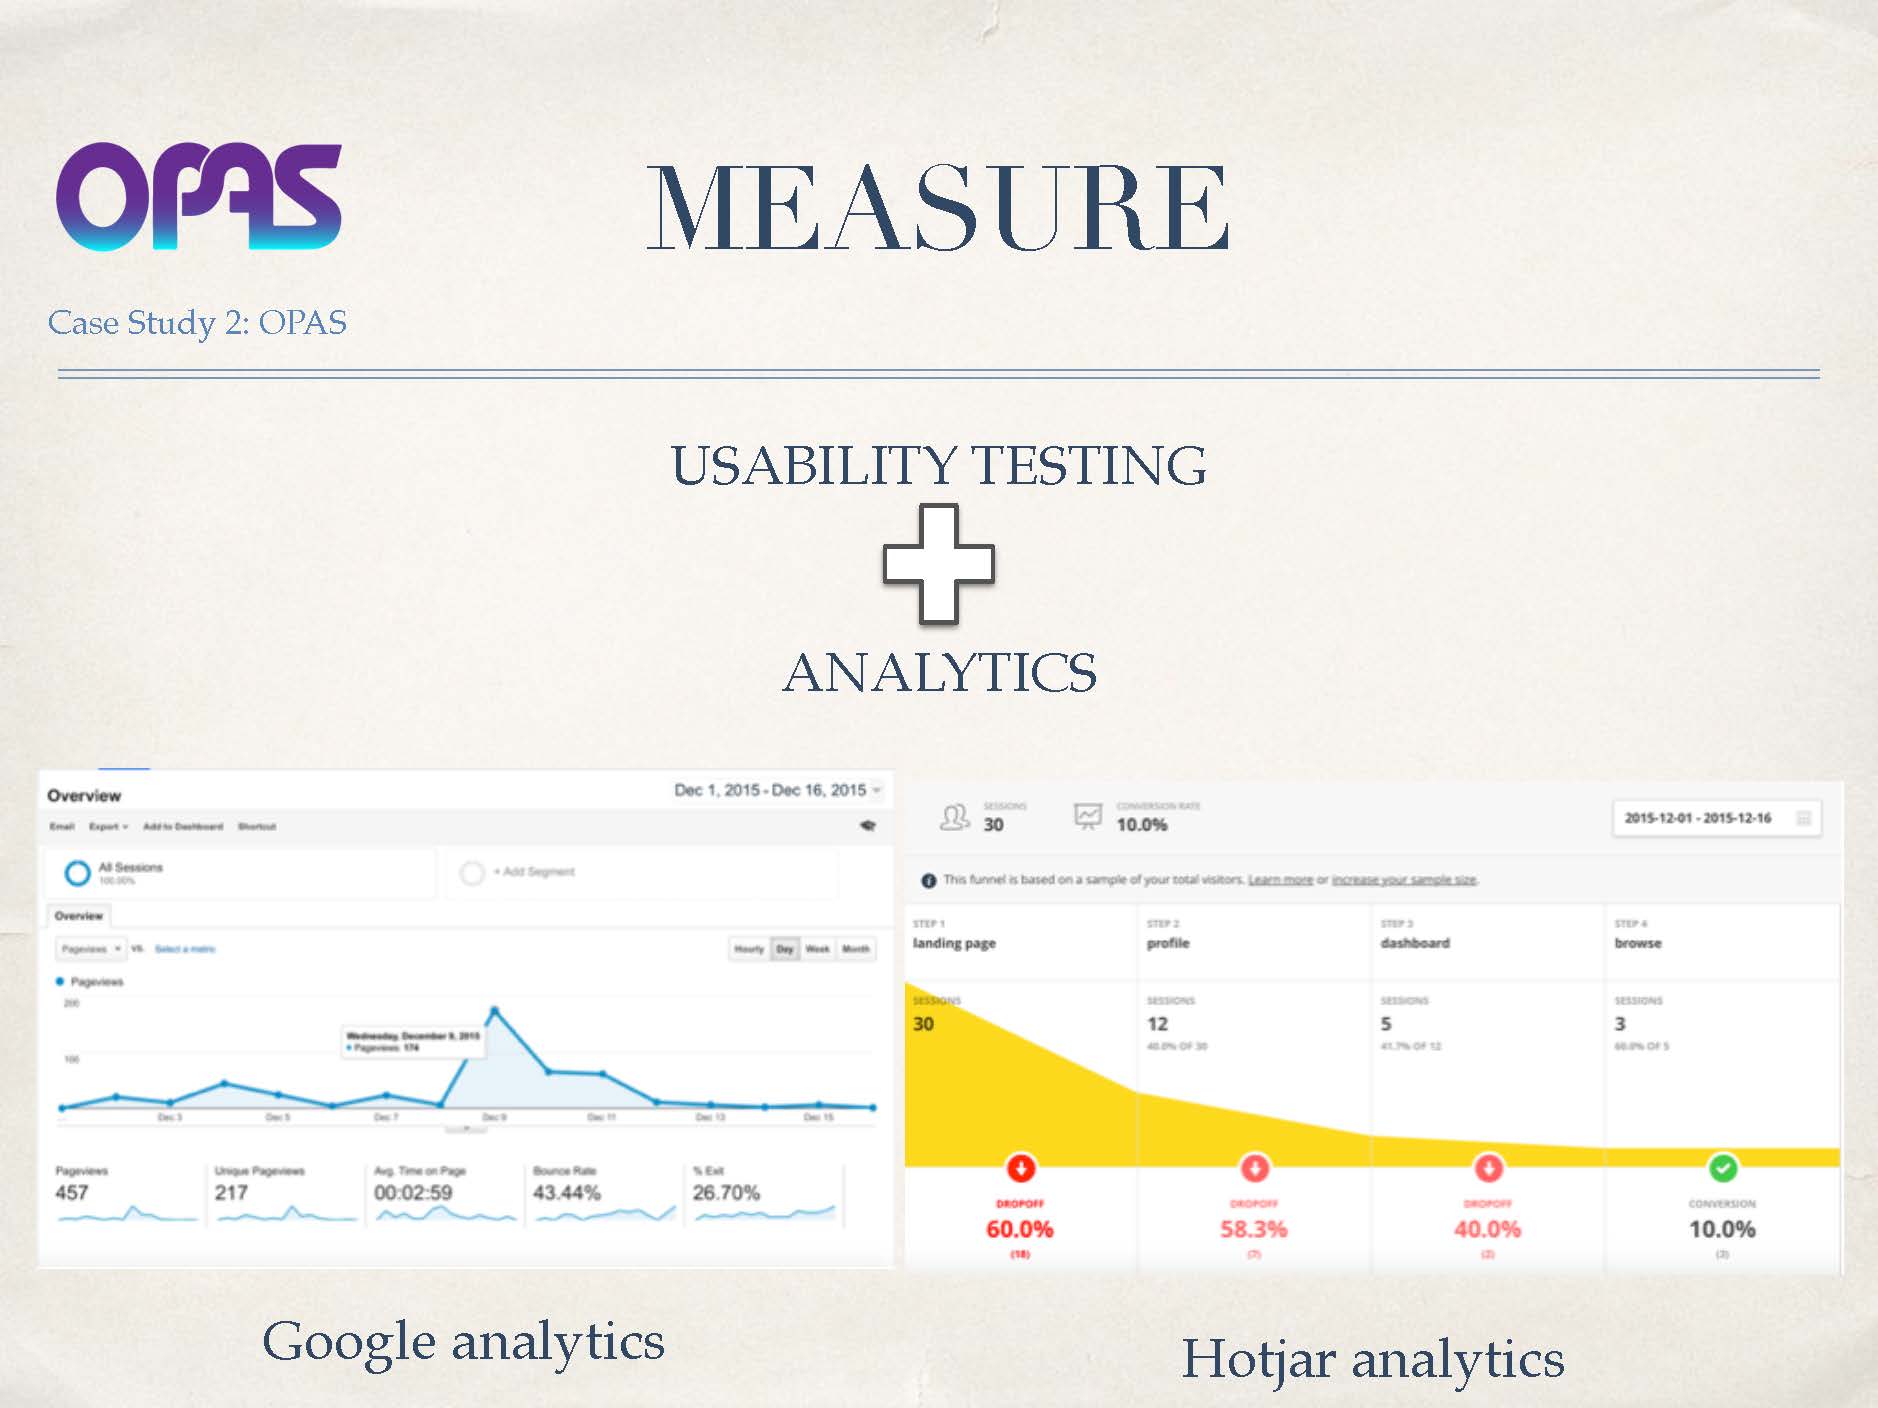 OPAS
MEASURE
Case Study 2: OPAS
USABILITY TESTING
ANALYTICS
Overview
Dec 1, 2015 - Dec 16, 2015
Email Export Add to Dashboard Shortcut
All Sessions
100.00%
+ Add Segment
Overview
Pageviews VS. Select a metric
Hourly Day Week Month
Pageviews
200
100
Wednesday, December 9, 2015
Pageviews: 174
Dec 3 Dec 5 Dec 7 Dec 9 Dec 11 Dec 13 Dec 15
Pageviews Unique Pageviews Avg. Time on Page Bounce Rate % Exit
457 217 00:02:59 43.44% 26.70%
SESSIONS
30
CONVERSION RATE
10.0%
2015-12-01 - 2015-12-16
This funnel is based on a sample of your total visitors. Learn more or increase your sample size.
STEP 1 STEP 2 STEP 3 STEP 4
landing page profile dashboard browse
SESSIONS SESSIONS SESSIONS SESSIONS
30 12 5 3
40.0% OF 30 41.7% OF 12 60.0% OF 5
DROPOFF DROPOFF DROPOFF CONVERSION
60.0% 58.3% 40.0% 10.0%
(18) (7) (2) (3)
Google analytics
Hotjar analytics